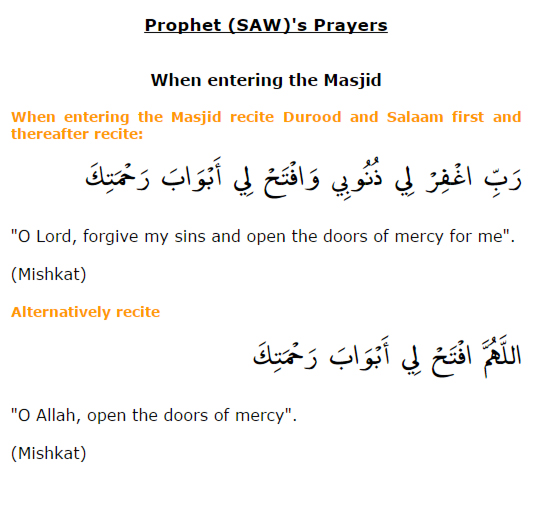 Prophet (SAW)'s Prayers
When entering the Masjid
When entering the Masjid recite Durood and Salaam first and
thereafter recite:
رَبِّ اغْفِرْ لِي ذُنُوبِي وَافْتَحْ لِي أَبْوَابَ رَحْمَتِكَ
"O Lord, forgive my sins and open the doors of mercy for me".
(Mishkat)
Alternatively recite
اللَّهُمَّ افْتَحْ لِي أَبْوَابَ رَحْمَتِكَ
"O Allah, open the doors of mercy".
(Mishkat)